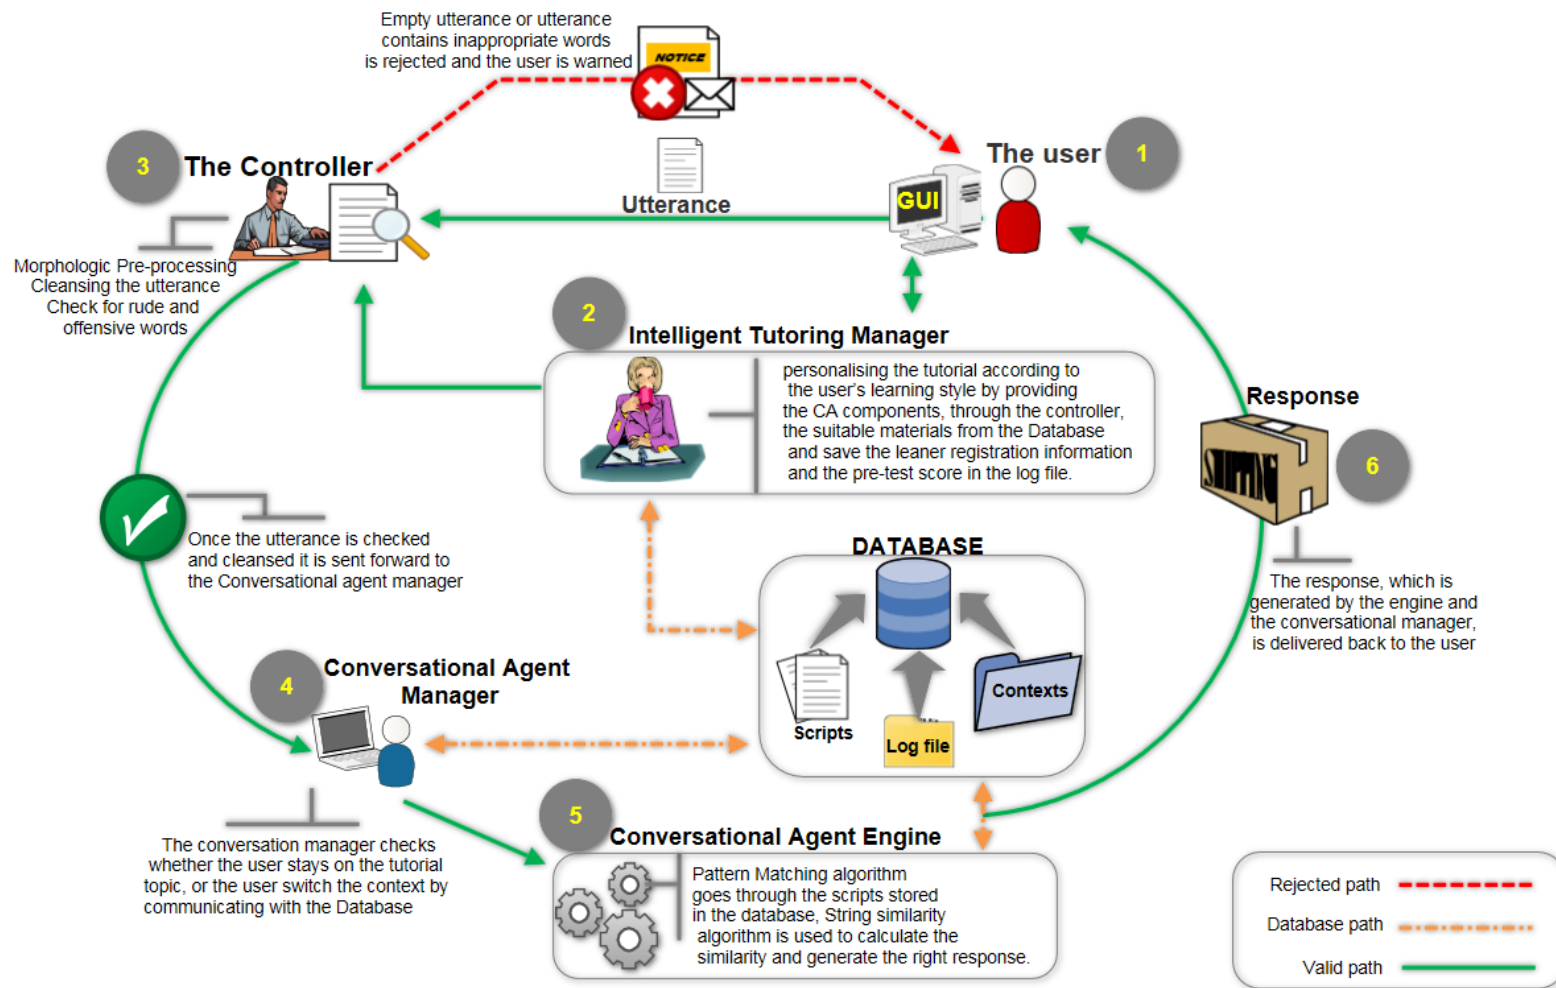 Empty utterance or utterance
contains inappropriate words
is rejected and the user is warned
NOTICE
3
The Controller
Utterance
The user
1
GUI
Morphologic Pre-processing
Cleansing the utterance
Check for rude and
offensive words
2
Intelligent Tutoring Manager
personalising the tutorial according to
the user's learning style by providing
the CA components, through the controller,
the suitable materials from the Database
and save the leaner registration information
and the pre-test score in the log file.
Response
6
The response, which is
generated by the engine and
the conversational manager,
is delivered back to the user
Once the utterance is checked
and cleansed it is sent forward to
the Conversational agent manager
DATABASE
Scripts
Log file
Contexts
4
Conversational Agent
Manager
The conversation manager checks
whether the user stays on the tutorial
topic, or the user switch the context by
communicating with the Database
5
Conversational Agent Engine
Pattern Matching algorithm
goes through the scripts stored
in the database, String similarity
algorithm is used to calculate the
similarity and generate the right response.
Rejected path
Database path
Valid path